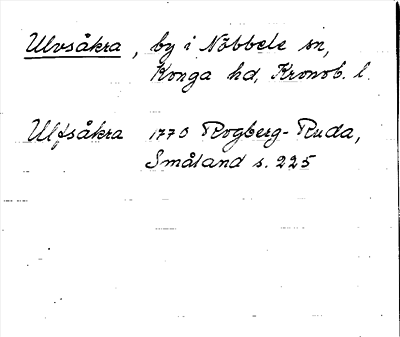 Ulvsåkra, by i Nöbbele sn,
Konga hd, Kronob. l.
Ulfsåkra 1770 Rogberg-Ruda,
Småland s. 225